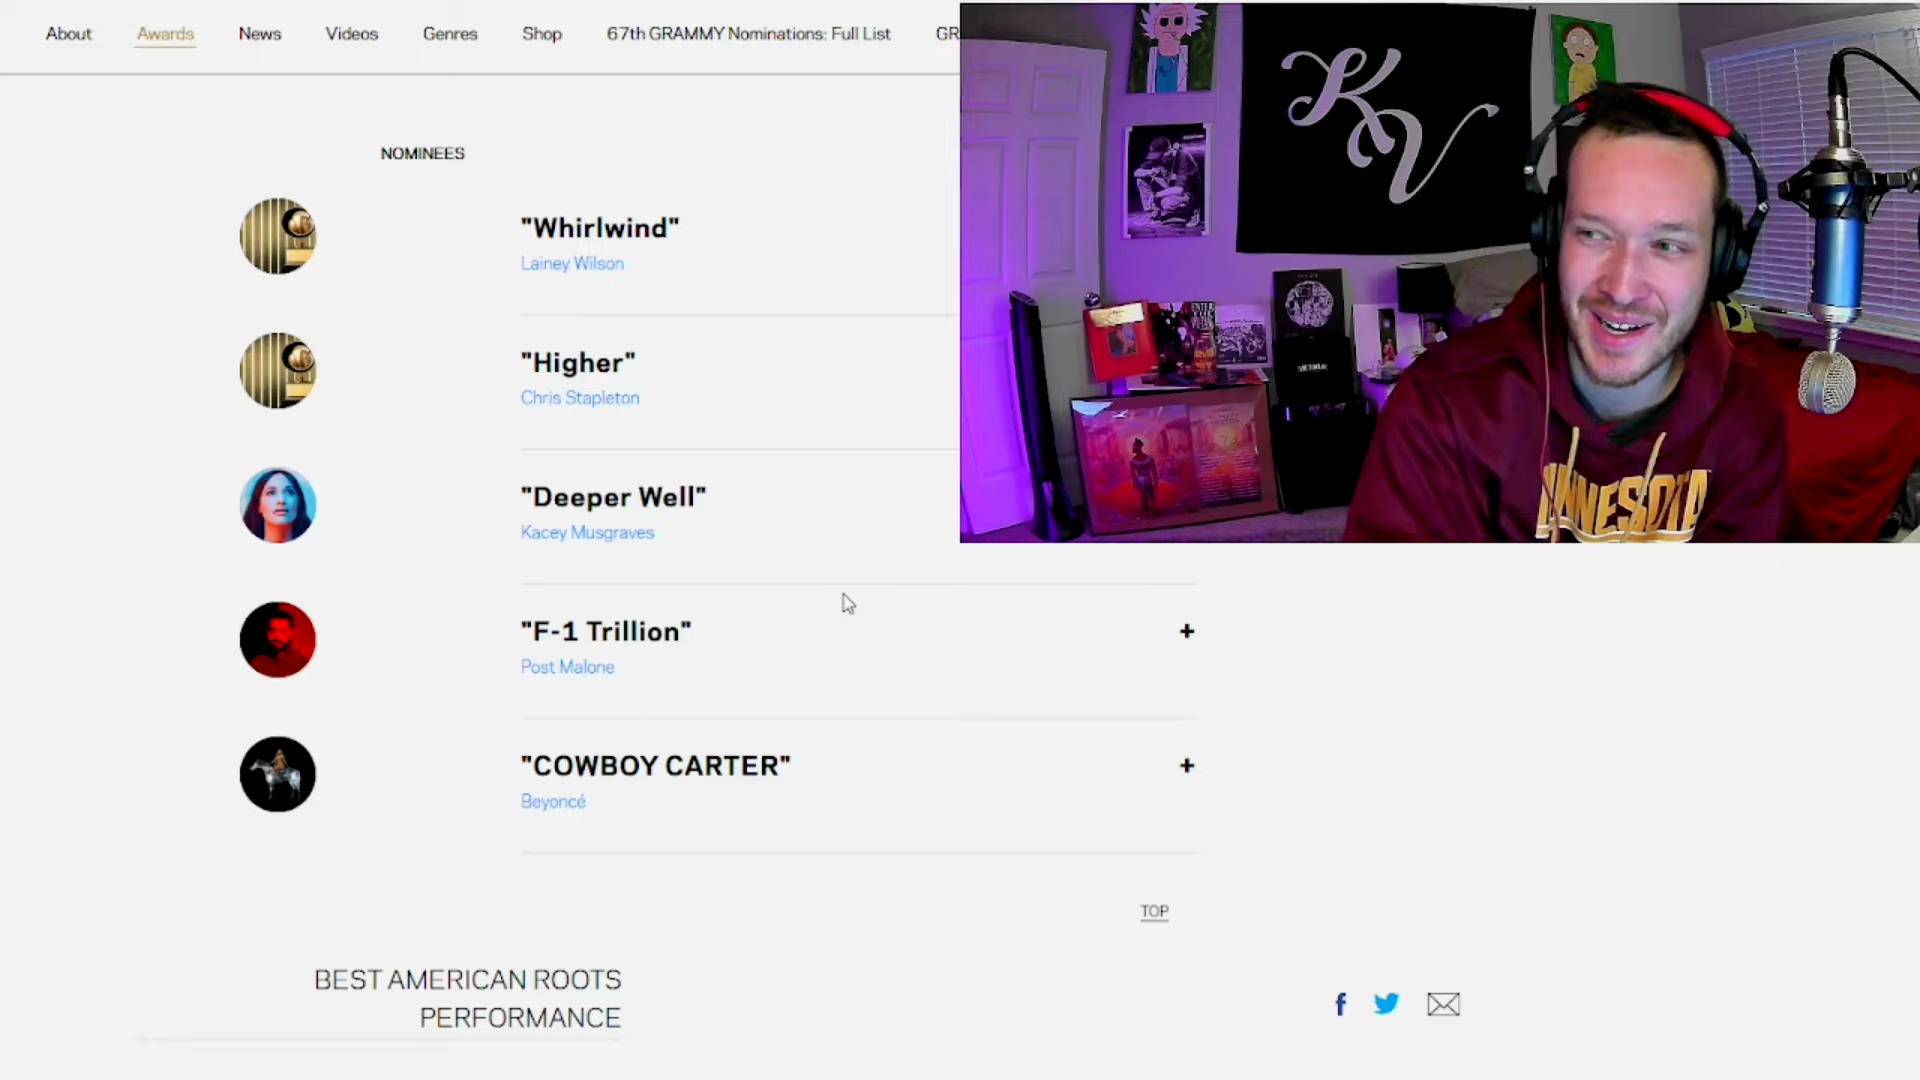 About
Awards
News
Videos
Genres
Shop
67th GRAMMY Nominations: Full List
GR
KV
NOMINEES
"Whirlwind"
Lainey Wilson
"Higher"
Chris Stapleton
"Deeper Well"
Kacey Musgraves
"F-1 Trillion"
Post Malone
+
"COWBOY CARTER"
Beyoncé
+
TOP
BEST AMERICAN ROOTS
PERFORMANCE
f